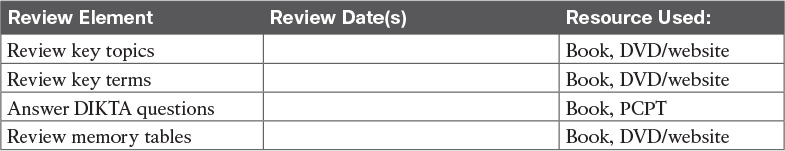 Review Element Review Date(s) Resource Used:
Review key topics Book, DVD/website
Review key terms Book, DVD/website
Answer DIKTA questions Book, PCPT
Review memory tables Book, DVD/website